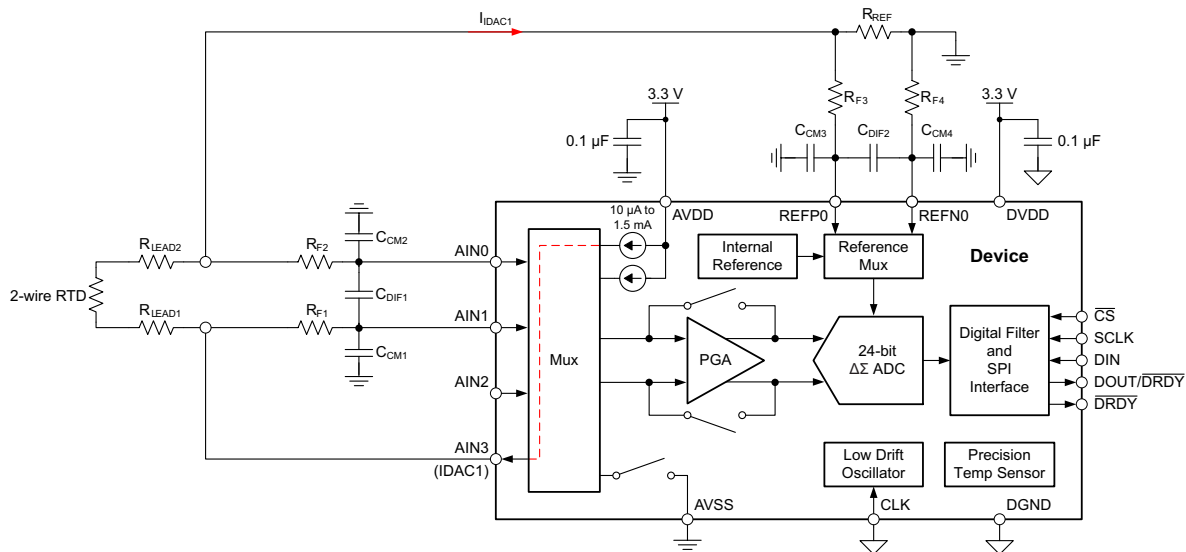 I_IDAC1
R_REF
3.3 V
R_F3
R_F4
3.3 V
0.1 µF
C_CM3
C_DIF2
C_CM4
0.1 µF
AVDD
REFP0
REFN0
DVDD
10 µA to
1.5 mA
C_CM2
R_LEAD2
R_F2
AIN0
Internal
Reference
Reference
Mux
Device
2-wire RTD
C_DIF1
R_LEAD1
R_F1
AIN1
C_CM1
Mux
PGA
24-bit
ΔΣ ADC
Digital Filter
and
SPI
Interface
C̅S̅
SCLK
DIN
DOUT/D̅R̅D̅Y̅
D̅R̅D̅Y̅
AIN2
AIN3
(IDAC1)
Low Drift
Oscillator
Precision
Temp Sensor
AVSS
CLK
DGND